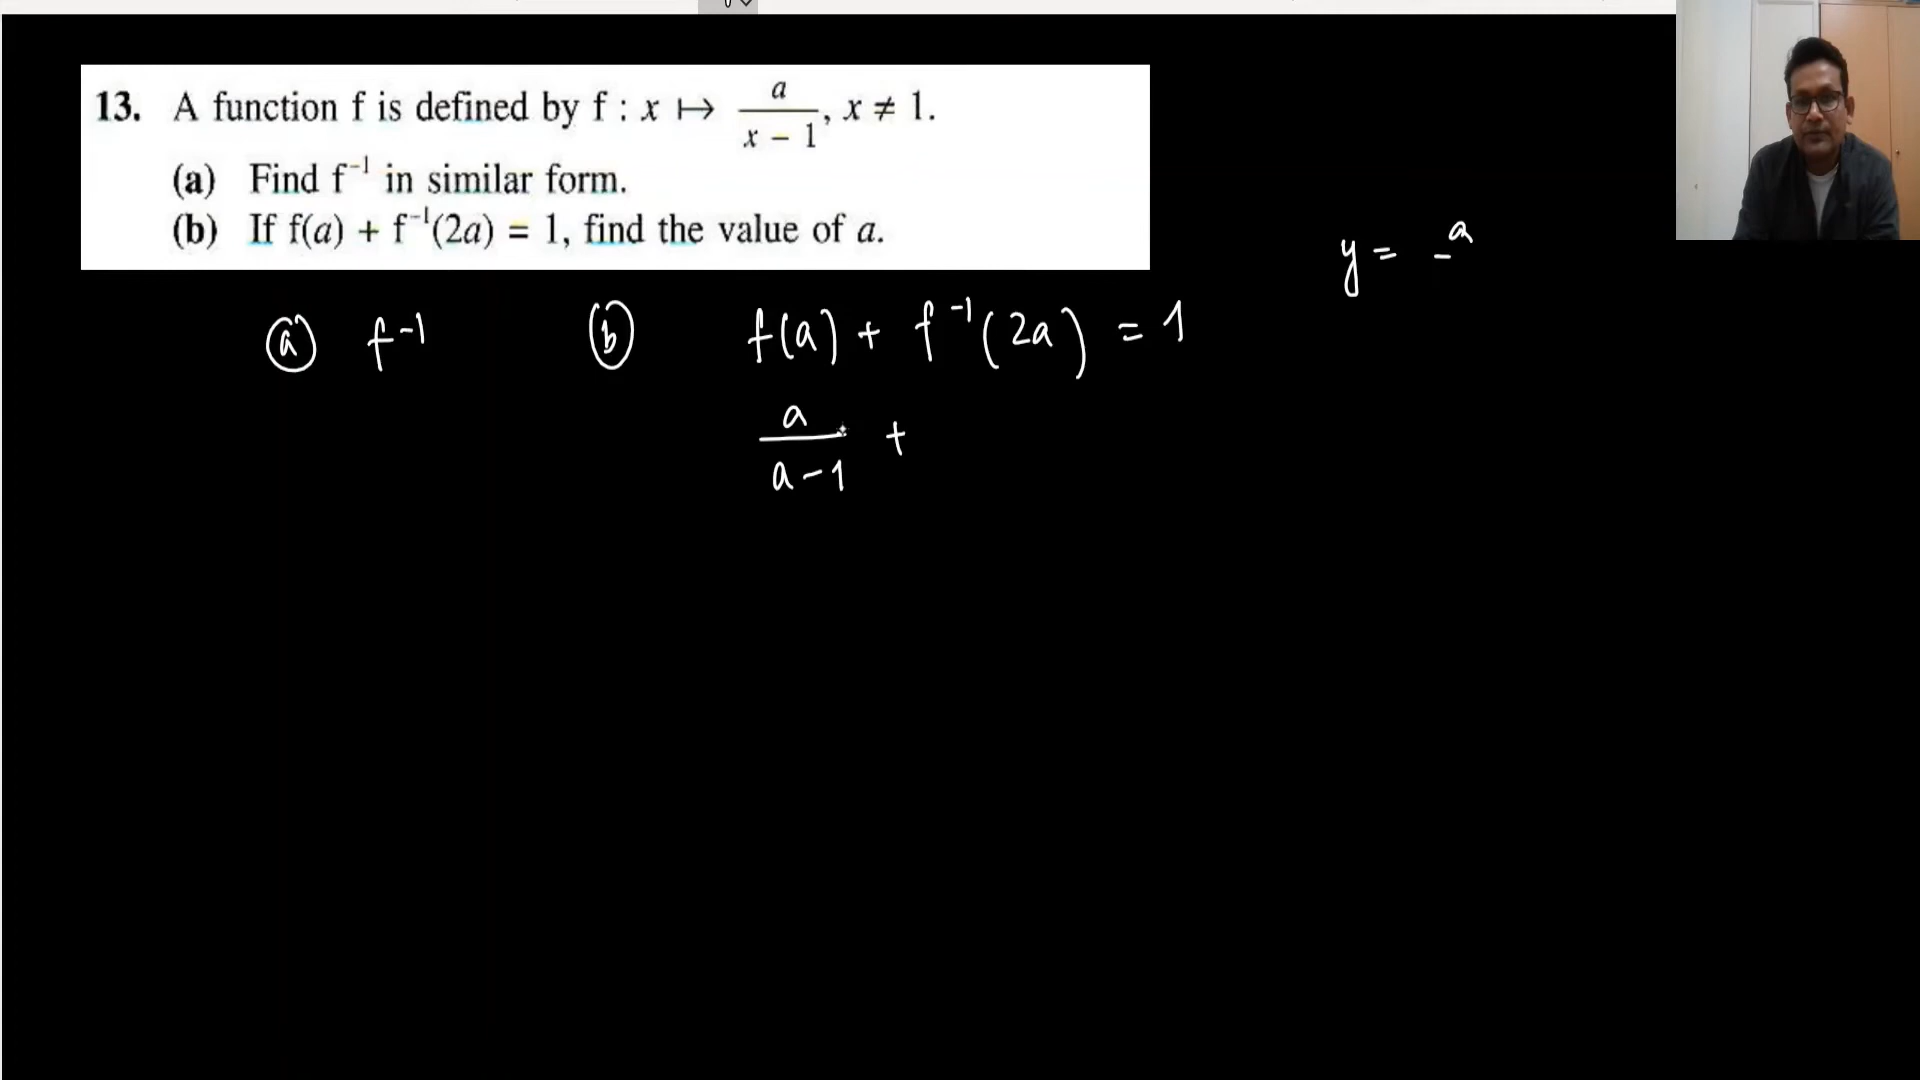 13. A function f is defined by f : x ↦ a/(x − 1), x ≠ 1.
(a) Find f⁻¹ in similar form.
(b) If f(a) + f⁻¹(2a) = 1, find the value of a.
y = a
(a) f⁻¹ (b) f(a) + f⁻¹(2a) = 1
a/(a − 1) +